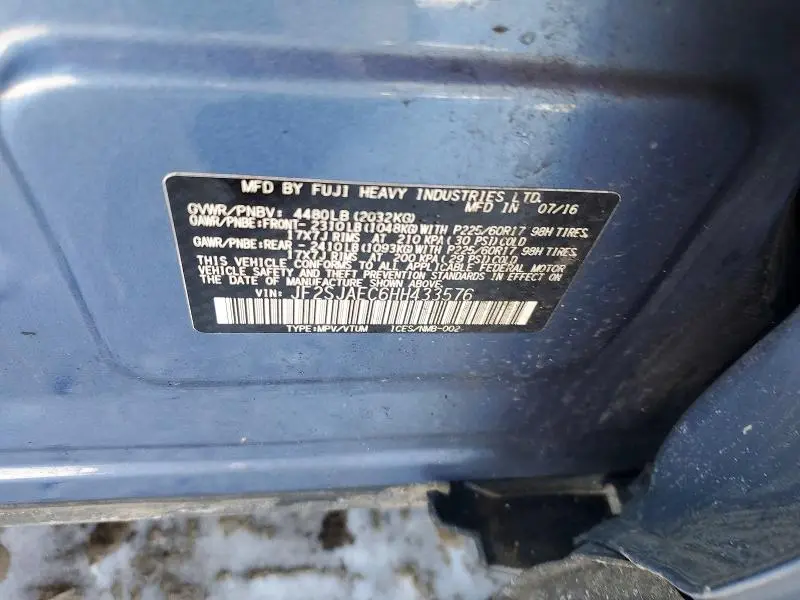 MFD BY FUJI HEAVY INDUSTRIES LTD.
MFD IN 07/16
GVWR/PNBV: 4480LB(2032KG)
GAWR/PNBE:FRONT-2310LB(1048KG)WITH P225/60R17 98H TIRES,
17X7J RIMS AT 210 KPA(30 PSI)COLD
GAWR/PNBE:REAR -2410LB(1093KG)WITH P225/60R17 98H TIRES,
17X7J RIMS AT 200 KPA(29 PSI)COLD
THIS VEHICLE CONFORMS TO ALL APPLICABLE FEDERAL MOTOR
VEHICLE SAFETY AND THEFT PREVENTION STANDARDS IN EFFECT ON
THE DATE OF MANUFACTURE SHOWN ABOVE.
VIN: JF2SJAEC6HH433576
TYPE:MPV/VTUM ICES/NMB-002